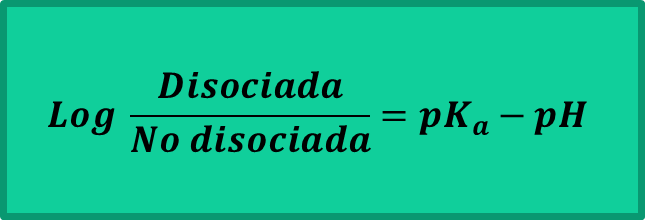 Disociada
Log ―――――― = pKₐ − pH
No disociada